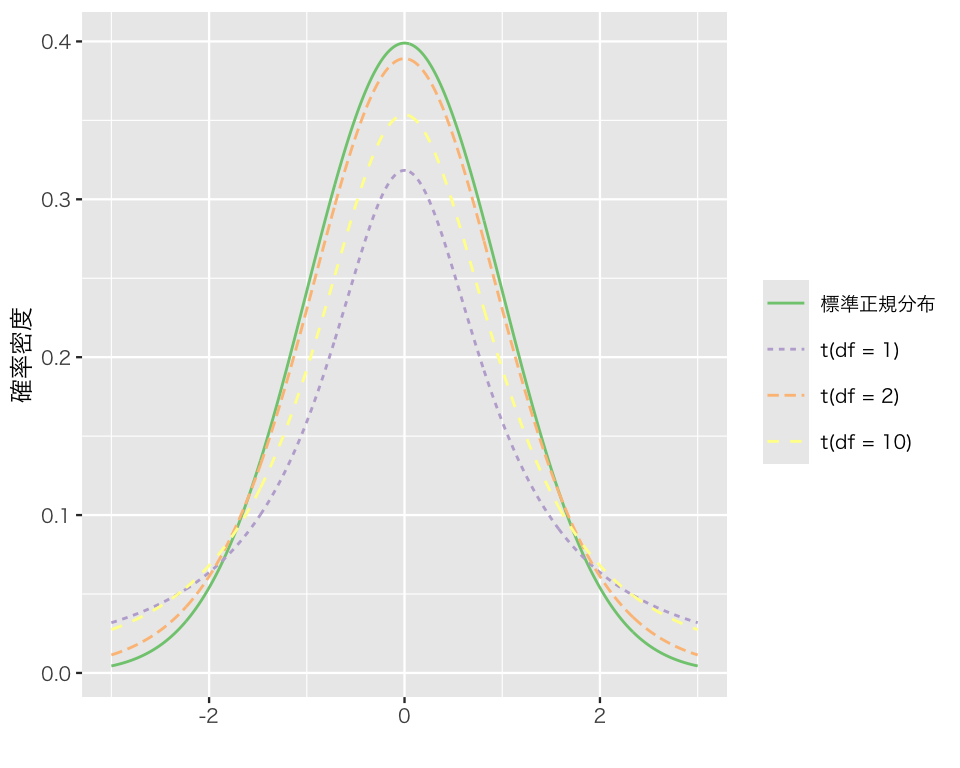 0.4
0.3
0.2
0.1
0.0
確率密度
-2
0
2
標準正規分布
t(df = 1)
t(df = 2)
t(df = 10)